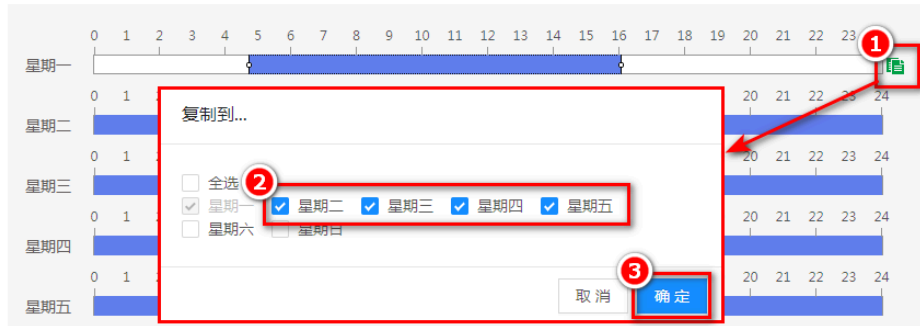 0 1 2 3 4 5 6 7 8 9 10 11 12 13 14 15 16 17 18 19 20 21 22 23
1
星期一
0 1 20 21 22 23 24
星期二
复制到...
0 1 20 21 22 23 24
星期三
全选
2
星期一 星期二 星期三 星期四 星期五
0 1 20 21 22 23 24
星期六 星期日
星期四
0 1 20 21 22 23 24
3
取消 确定
星期五